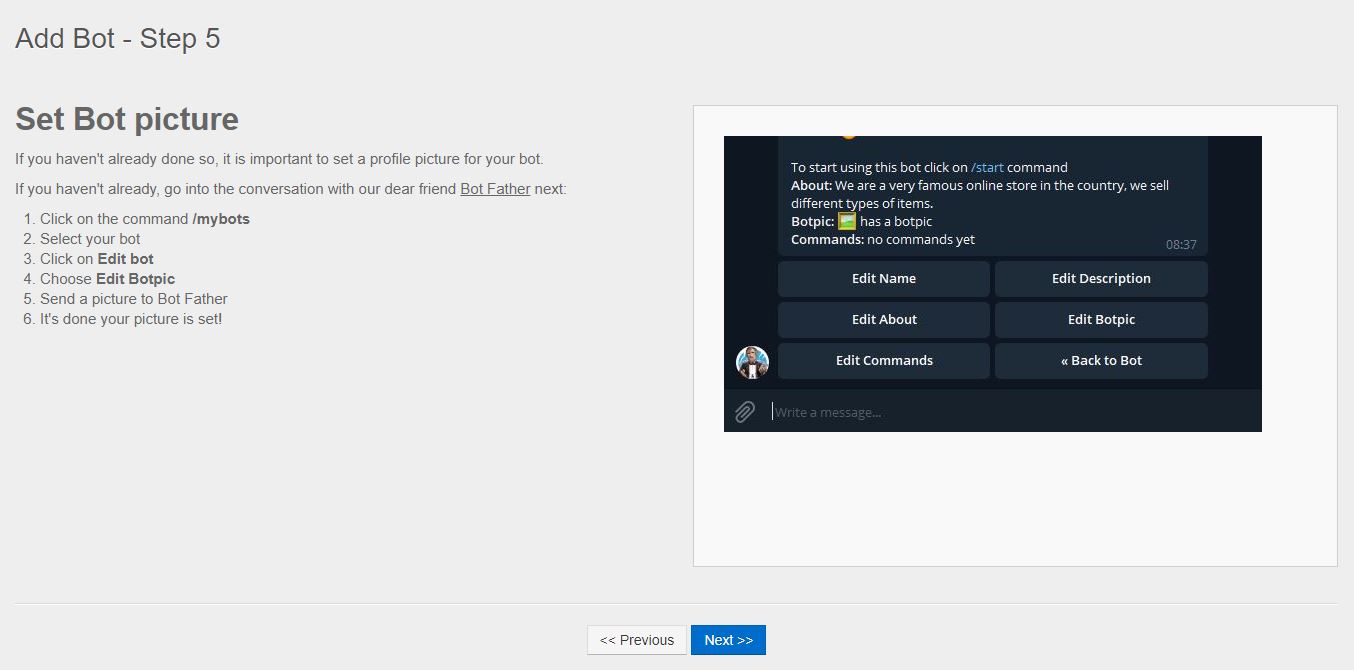 Add Bot - Step 5
Set Bot picture
If you haven't already done so, it is important to set a profile picture for your bot.
If you haven't already, go into the conversation with our dear friend Bot Father next:
1. Click on the command /mybots
2. Select your bot
3. Click on Edit bot
4. Choose Edit Botpic
5. Send a picture to Bot Father
6. It's done your picture is set!
To start using this bot click on /start command
About: We are a very famous online store in the country, we sell
different types of items.
Botpic: has a botpic
Commands: no commands yet
08:37
Edit Name
Edit Description
Edit About
Edit Botpic
Edit Commands
« Back to Bot
Write a message...
<< Previous
Next >>